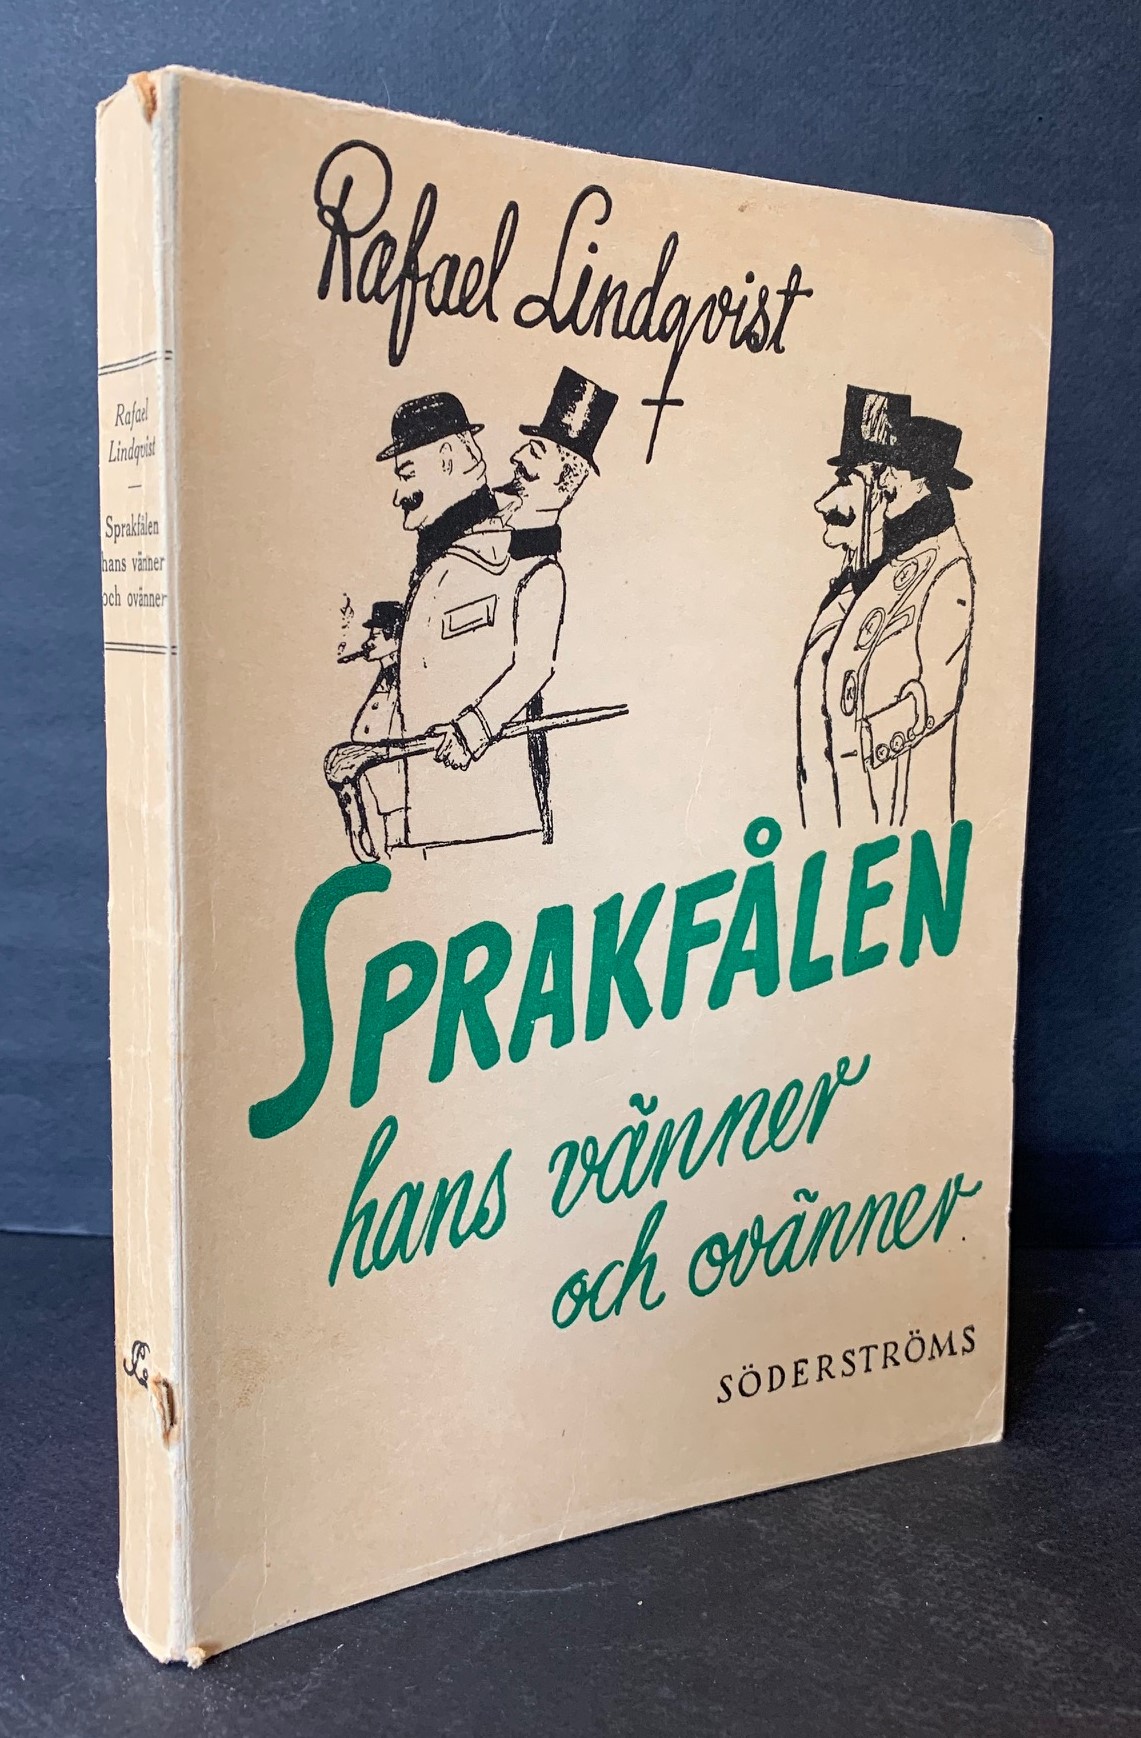 Rafael Lindqvist
SPRAKFÅLEN
hans vänner
och ovänner
SÖDERSTRÖMS
Rafael
Lindqvist
Sprakfålen
hans vänner
och ovänner